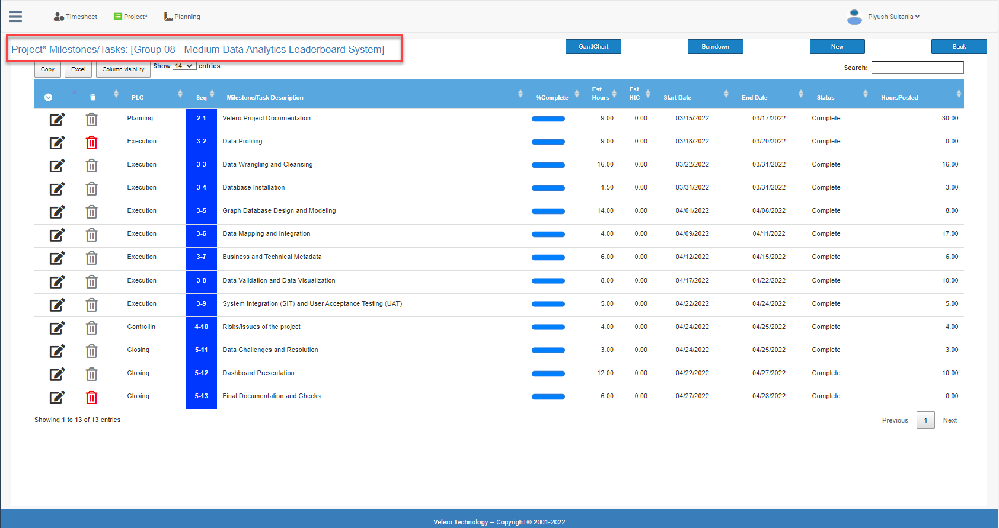 Timesheet Project* Planning Piyush Sultania
Project* Milestones/Tasks: [Group 08 - Medium Data Analytics Leaderboard System] GanttChart Burndown New Back
Copy Excel Column visibility Show 14 entries Search:
PLC Seq Milestone/Task Description %Complete Est Hours Est HtC Start Date End Date Status HoursPosted
Planning 2-1 Velero Project Documentation 9.00 0.00 03/15/2022 03/17/2022 Complete 30.00
Execution 3-2 Data Profiling 9.00 0.00 03/18/2022 03/20/2022 Complete 0.00
Execution 3-3 Data Wrangling and Cleansing 16.00 0.00 03/22/2022 03/31/2022 Complete 16.00
Execution 3-4 Database Installation 1.50 0.00 03/31/2022 03/31/2022 Complete 3.00
Execution 3-5 Graph Database Design and Modeling 14.00 0.00 04/01/2022 04/08/2022 Complete 8.00
Execution 3-6 Data Mapping and Integration 4.00 0.00 04/09/2022 04/11/2022 Complete 17.00
Execution 3-7 Business and Technical Metadata 6.00 0.00 04/12/2022 04/15/2022 Complete 6.00
Execution 3-8 Data Validation and Data Visualization 8.00 0.00 04/17/2022 04/22/2022 Complete 10.00
Execution 3-9 System Integration (SIT) and User Acceptance Testing (UAT) 5.00 0.00 04/22/2022 04/24/2022 Complete 5.00
Controllin 4-10 Risks/Issues of the project 4.00 0.00 04/24/2022 04/25/2022 Complete 4.00
Closing 5-11 Data Challenges and Resolution 3.00 0.00 04/24/2022 04/25/2022 Complete 3.00
Closing 5-12 Dashboard Presentation 12.00 0.00 04/22/2022 04/27/2022 Complete 10.00
Closing 5-13 Final Documentation and Checks 6.00 0.00 04/27/2022 04/28/2022 Complete 0.00
Showing 1 to 13 of 13 entries Previous 1 Next
Velero Technology — Copyright © 2001-2022